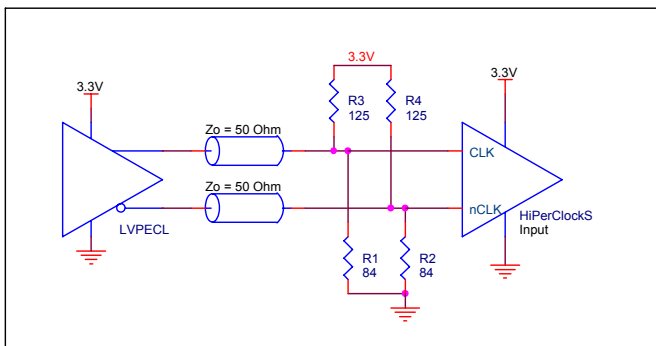 3.3V
3.3V
3.3V
R3
125
R4
125
Zo = 50 Ohm
CLK
Zo = 50 Ohm
nCLK
LVPECL
HiPerClockS
Input
R1
84
R2
84